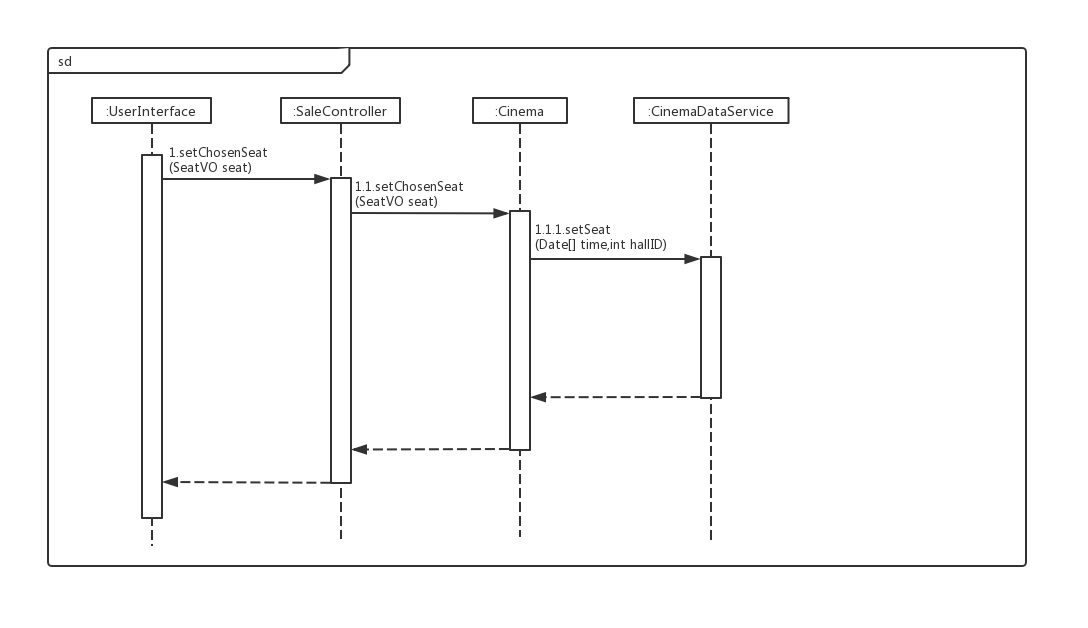 sd
:UserInterface
:SaleController
:Cinema
:CinemaDataService
1.setChosenSeat
(SeatVO seat)
1.1.setChosenSeat
(SeatVO seat)
1.1.1.setSeat
(Date[] time,int hallID)